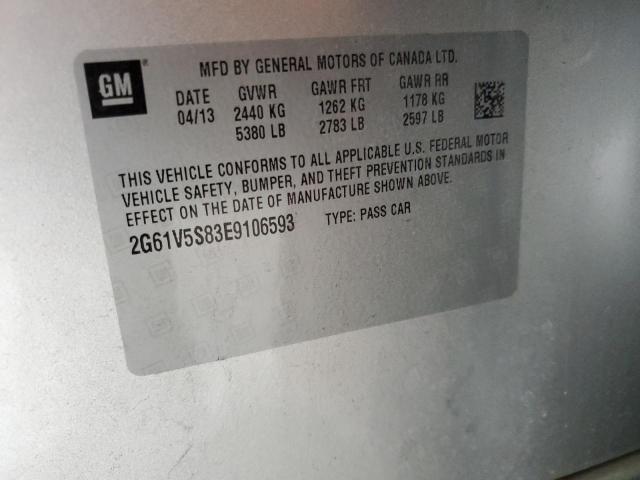 GM
MFD BY GENERAL MOTORS OF CANADA LTD.
DATE GVWR GAWR FRT GAWR RR
04/13 2440 KG 1262 KG 1178 KG
5380 LB 2783 LB 2597 LB
THIS VEHICLE CONFORMS TO ALL APPLICABLE U.S. FEDERAL MOTOR
VEHICLE SAFETY, BUMPER, AND THEFT PREVENTION STANDARDS IN
EFFECT ON THE DATE OF MANUFACTURE SHOWN ABOVE.
2G61V5S83E9106593 TYPE: PASS CAR